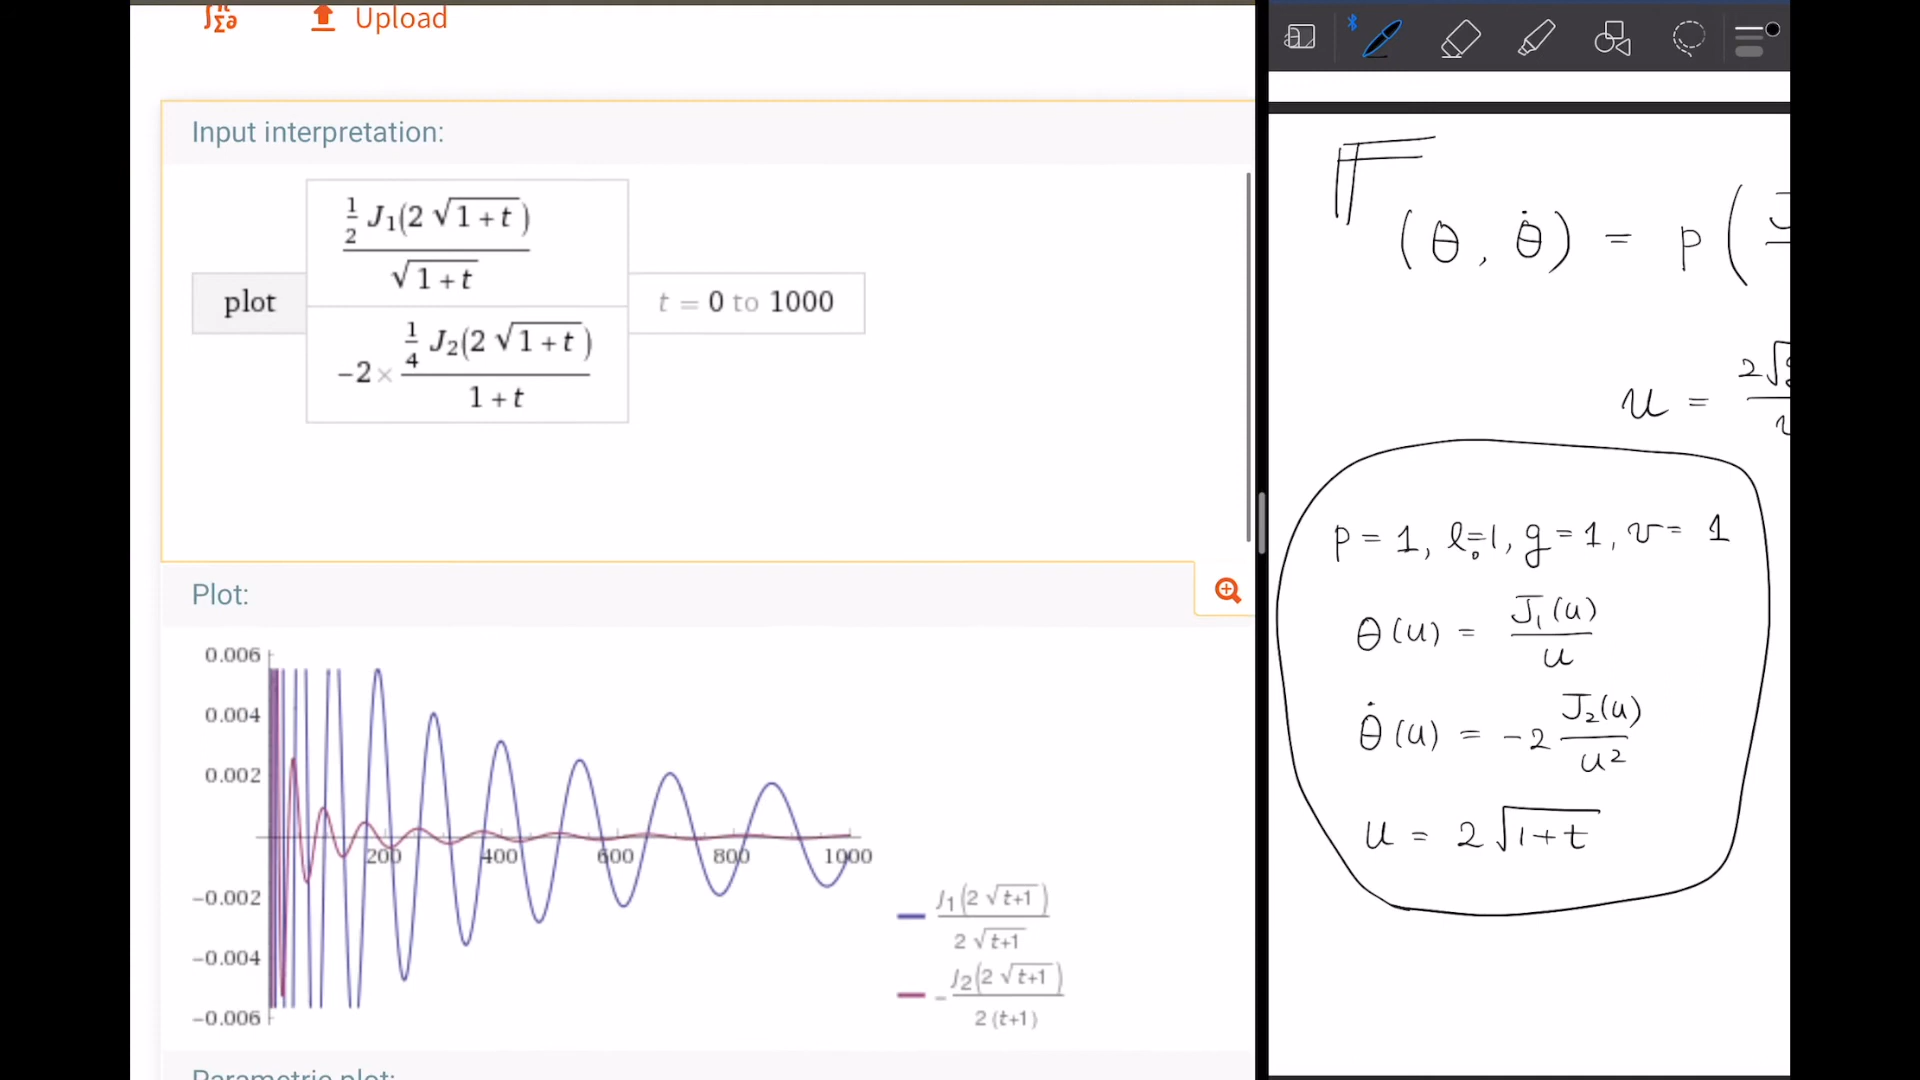 ∫π/Σ∂ Upload
Input interpretation:
plot
½ J₁(2 √(1 + t)) / √(1 + t)
−2 × ¼ J₂(2 √(1 + t)) / (1 + t)
t = 0 to 1000
Plot:
0.006
0.004
0.002
200 400 600 800 1000
−0.002
−0.004
−0.006
J₁(2 √(t+1)) / (2 √(t+1))
− J₂(2 √(t+1)) / (2 (t+1))
Parametric plot:
(θ, θ̇) = p (
u = 2√
p = 1, l₀=1, g = 1, v = 1
θ(u) = J₁(u) / u
θ̇(u) = −2 J₂(u) / u²
u = 2 √(1+t)